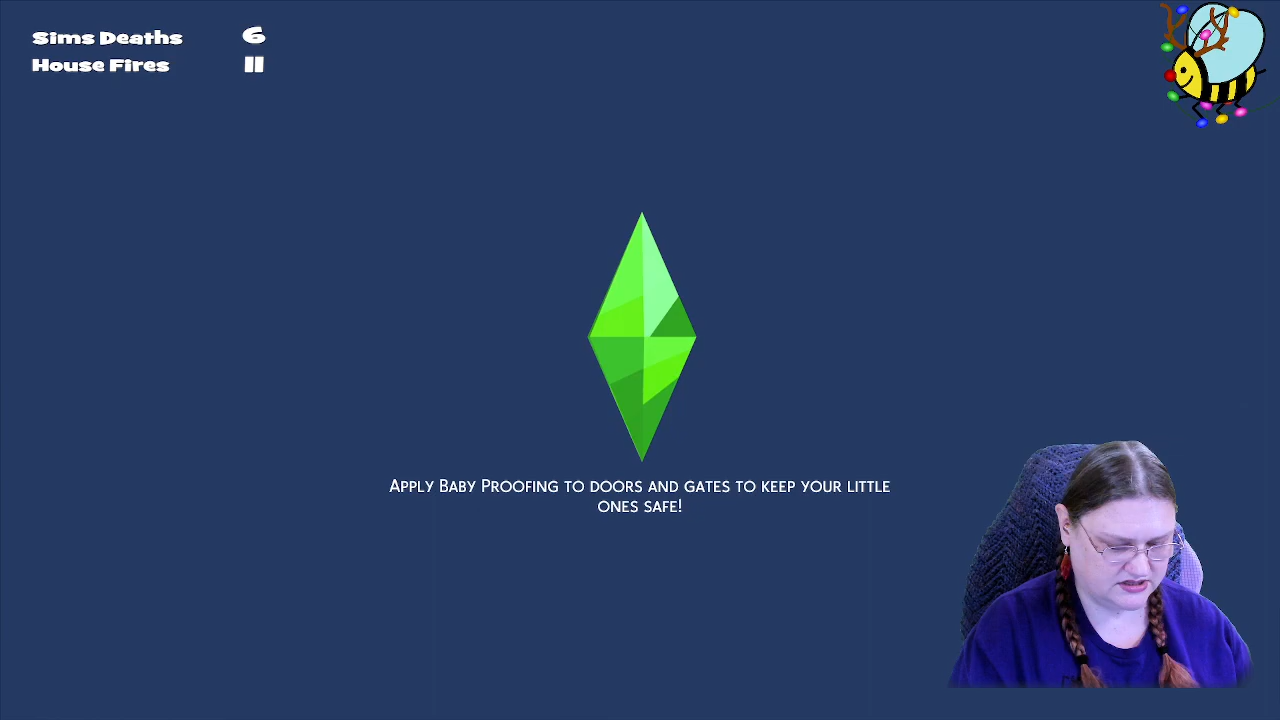 Sims Deaths 6
House Fires 11
APPLY BABY PROOFING TO DOORS AND GATES TO KEEP YOUR LITTLE
ONES SAFE!